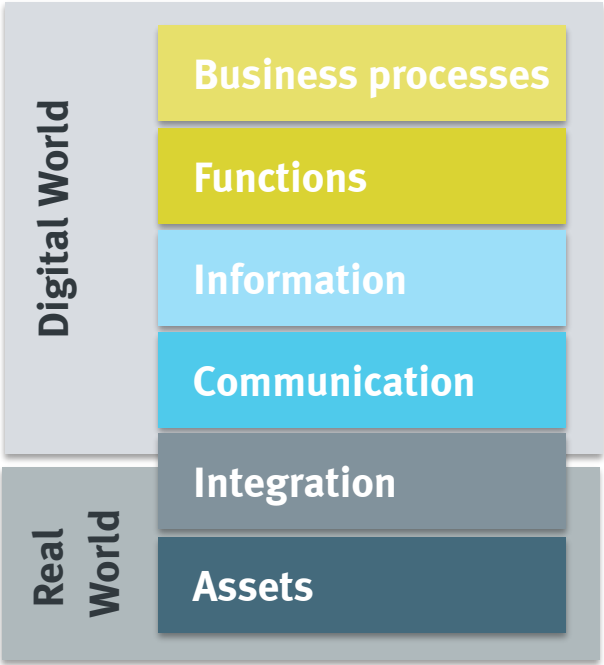 Digital World
Business processes
Functions
Information
Communication
Integration
Real
World
Assets